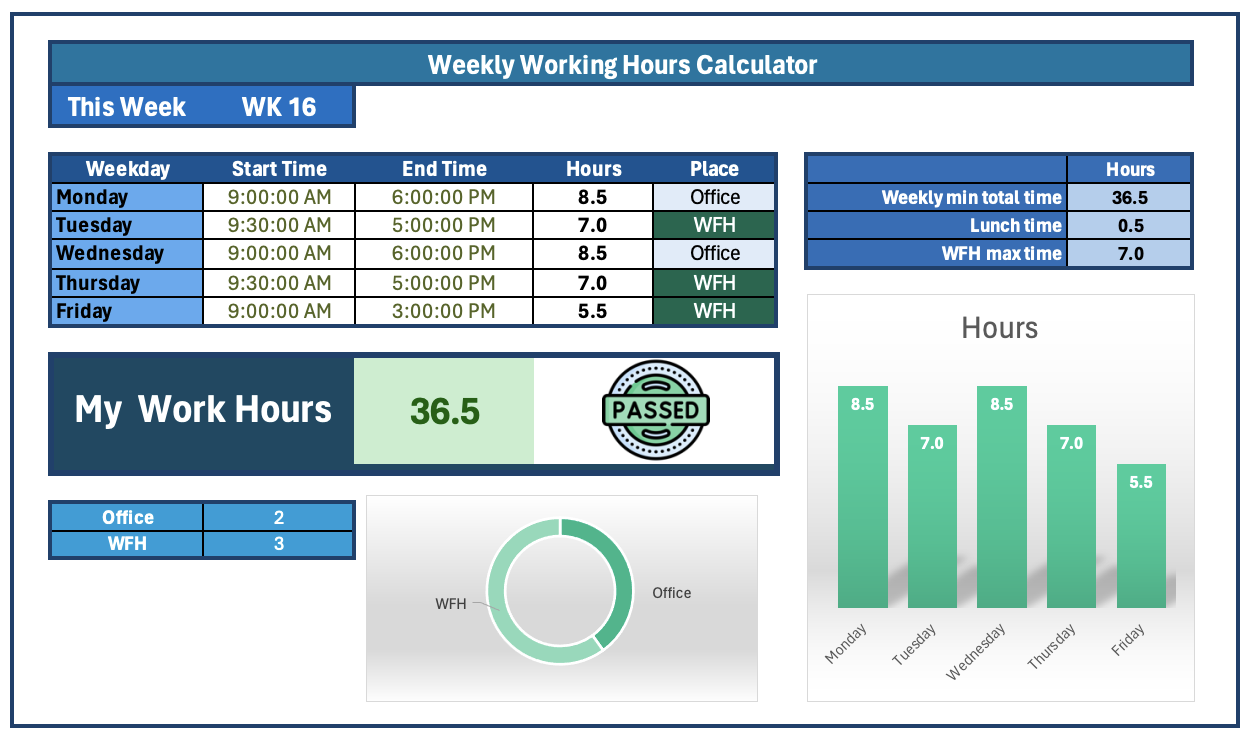 Weekly Working Hours Calculator
This Week WK 16
Weekday Start Time End Time Hours Place
Monday 9:00:00 AM 6:00:00 PM 8.5 Office
Tuesday 9:30:00 AM 5:00:00 PM 7.0 WFH
Wednesday 9:00:00 AM 6:00:00 PM 8.5 Office
Thursday 9:30:00 AM 5:00:00 PM 7.0 WFH
Friday 9:00:00 AM 3:00:00 PM 5.5 WFH
Hours
Weekly min total time 36.5
Lunch time 0.5
WFH max time 7.0
My Work Hours 36.5 PASSED
Office 2
WFH 3
WFH
Office
Hours
8.5 7.0 8.5 7.0 5.5
Monday Tuesday Wednesday Thursday Friday